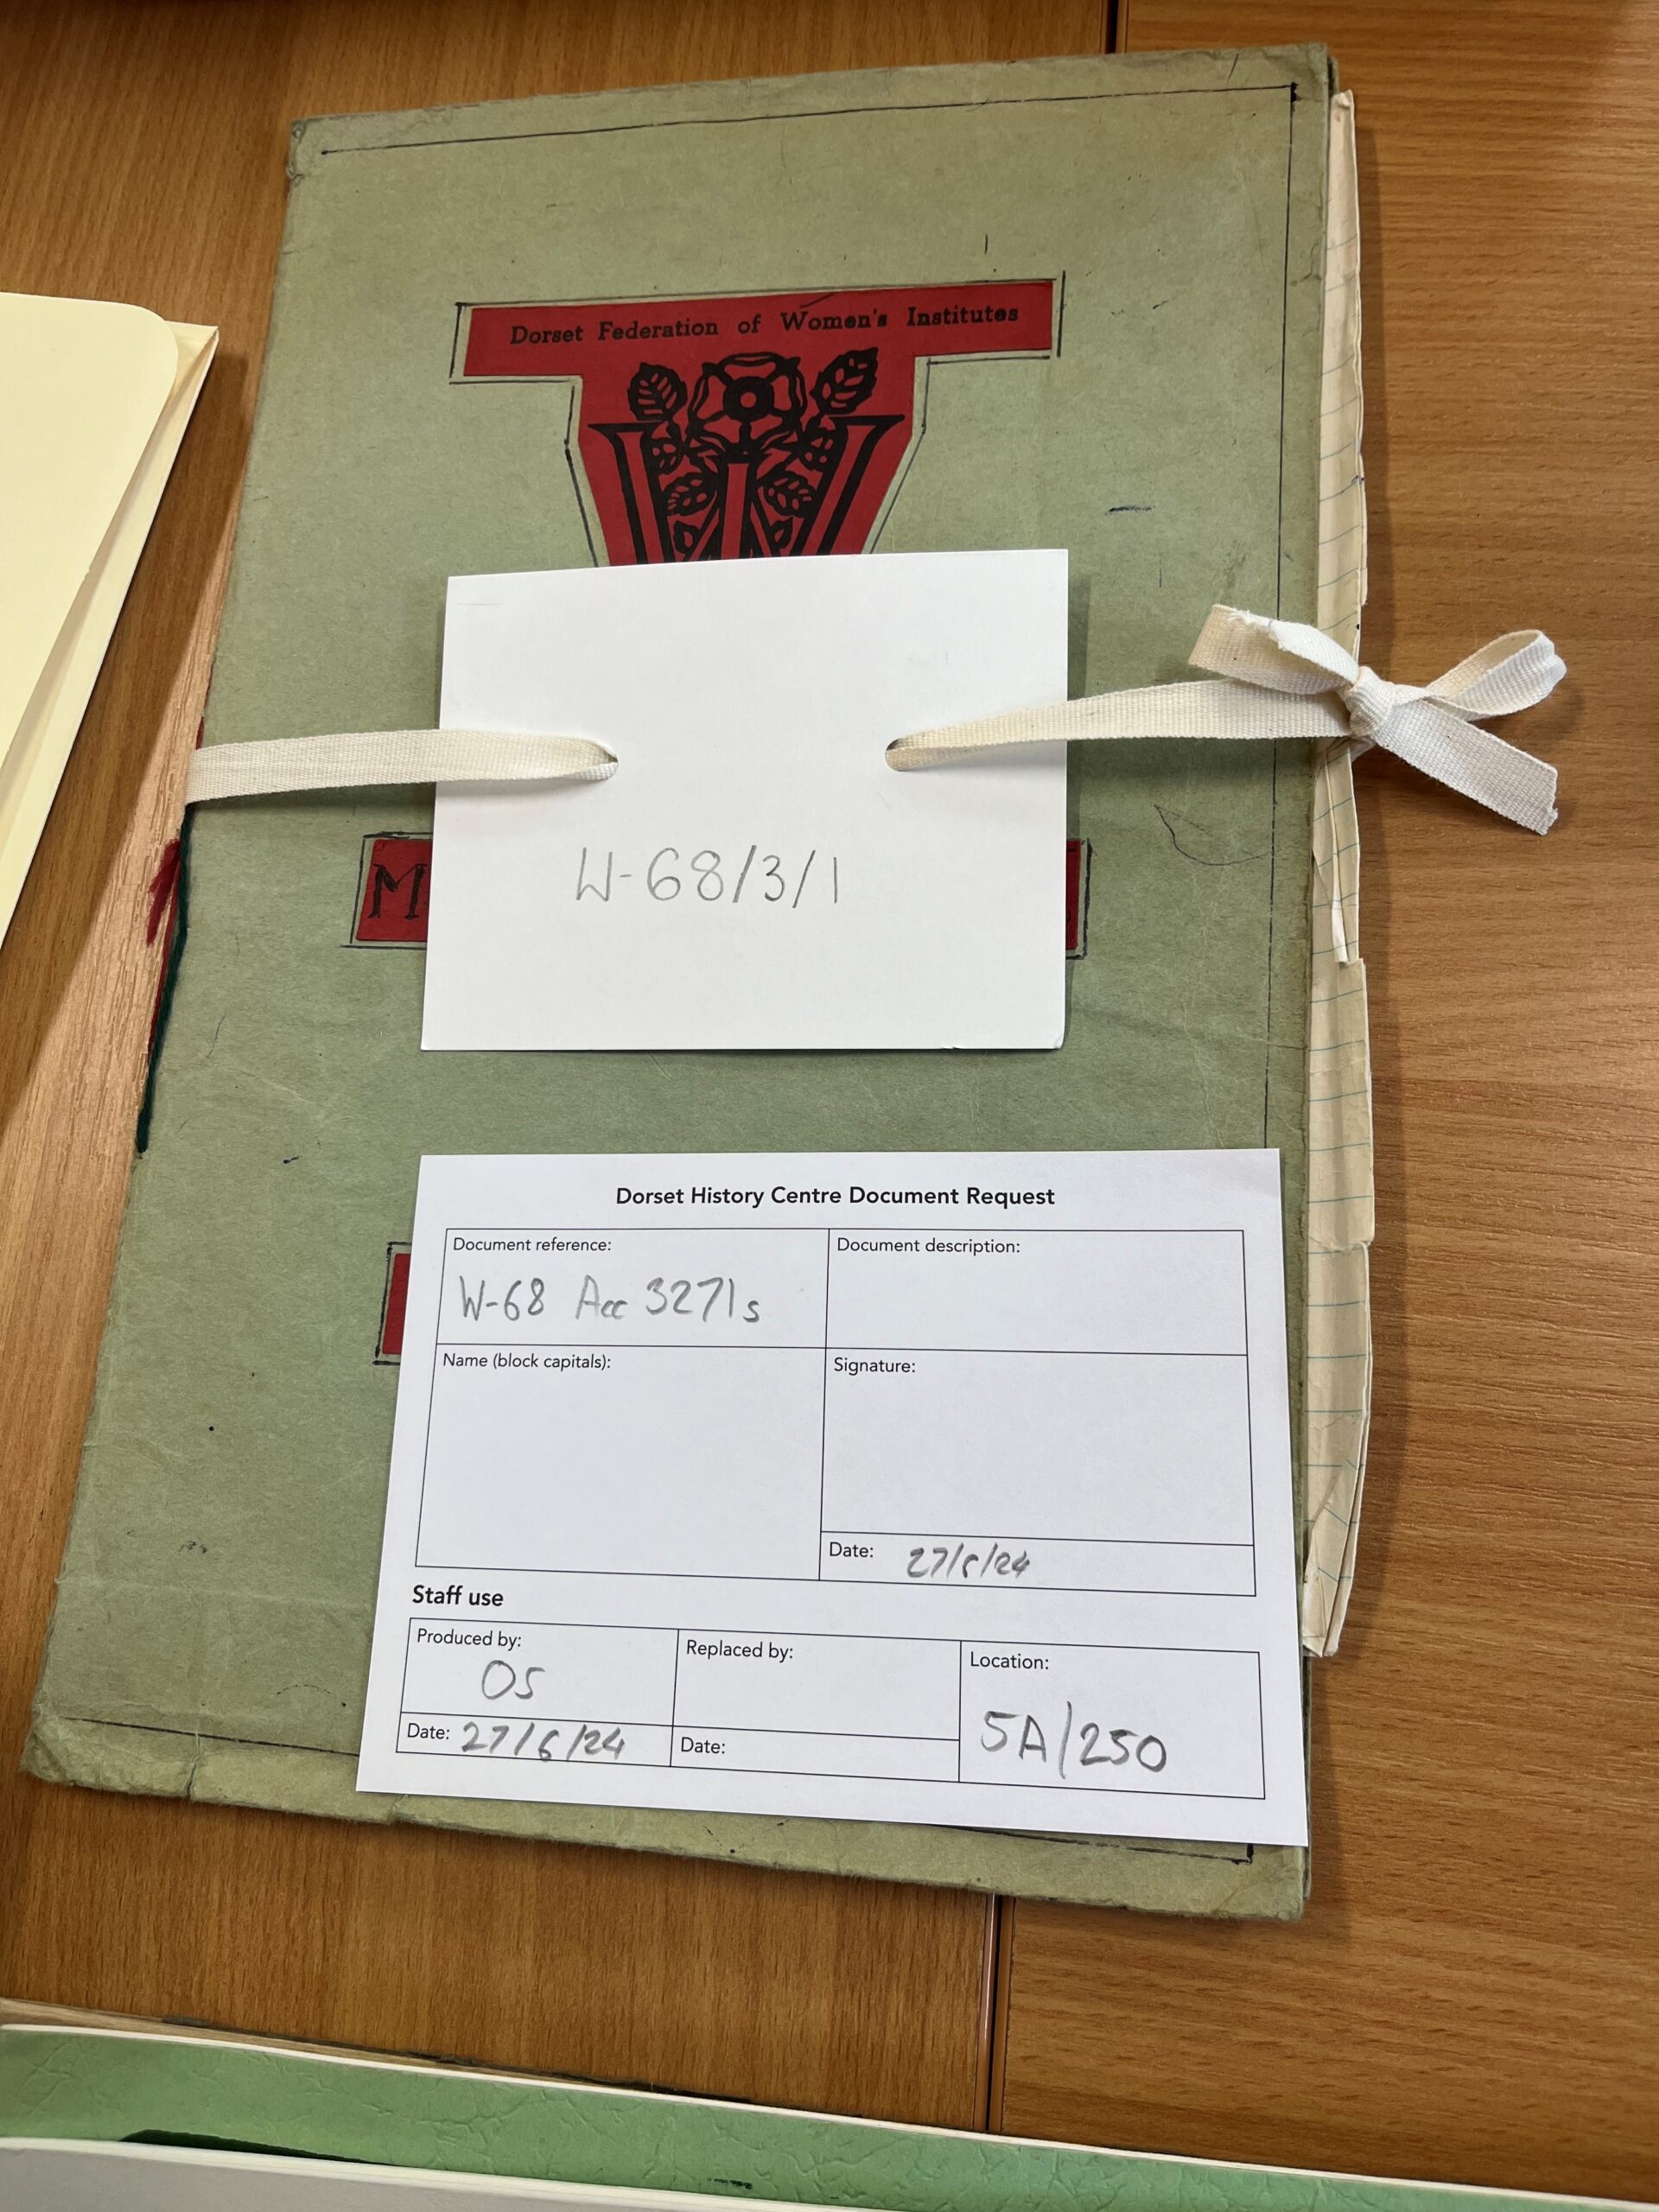 Dorset Federation of Women's Institutes
W
M
W-68/3/1
Dorset History Centre Document Request
Document reference:
W-68 Acc 3271s
Document description:
Name (block capitals):
Signature:
Date: 27/6/24
Staff use
Produced by:
OS
Date: 27/6/24
Replaced by:
Date:
Location:
5A/250